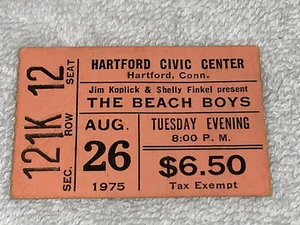 HARTFORD CIVIC CENTER
Hartford, Conn.
Jim Koplick & Shelly Finkel present
THE BEACH BOYS
AUG.
26
1975
TUESDAY EVENING
8:00 P. M.
$6.50
Tax Exempt
121K 12
SEC. ROW SEAT